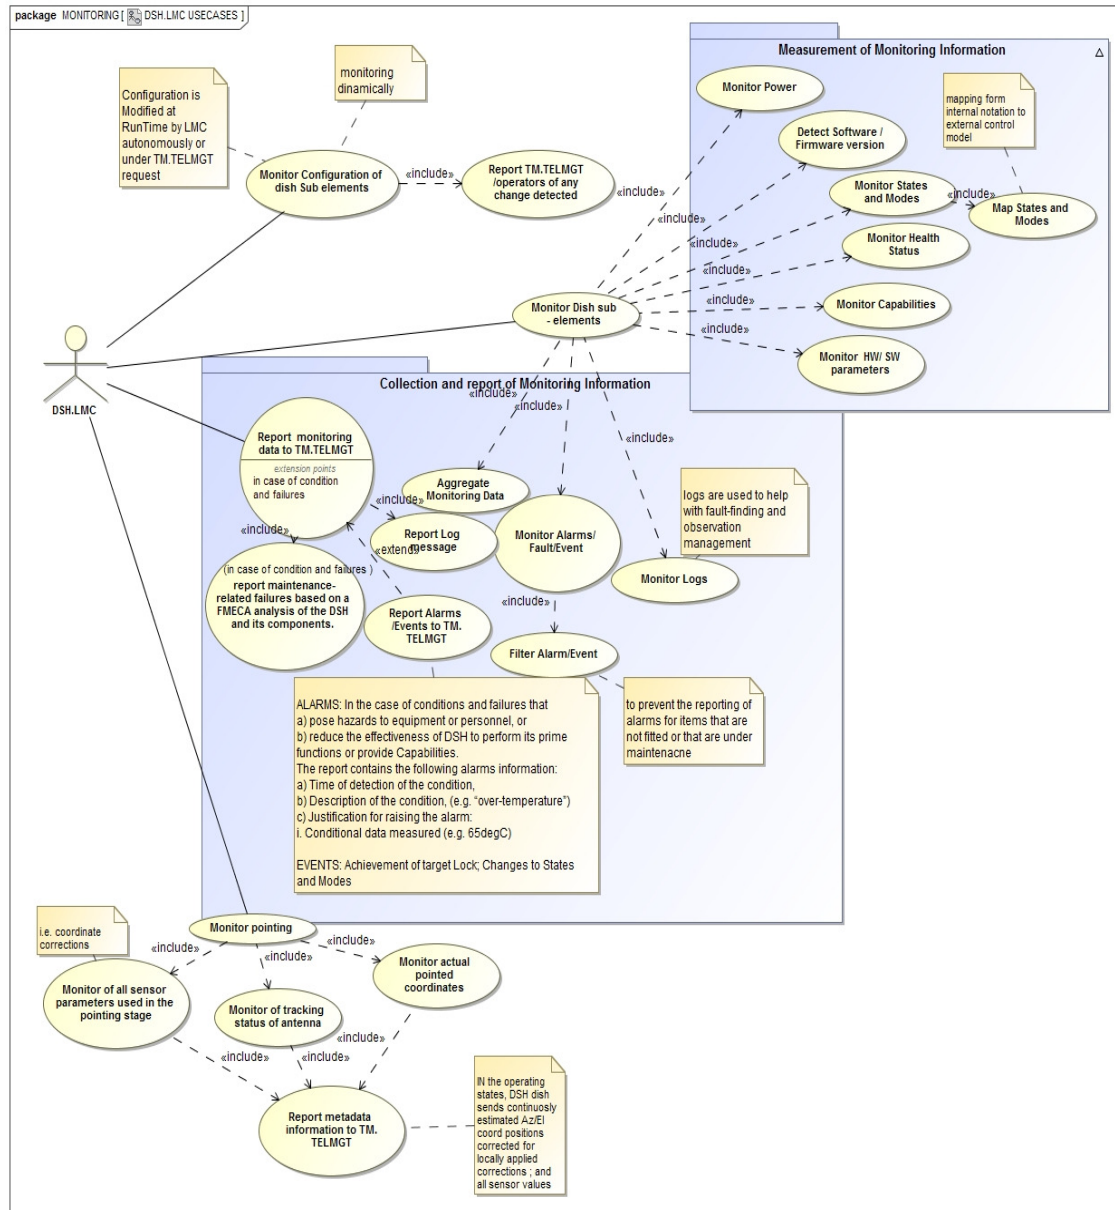 package MONITORING [ DSH.LMC USECASES ]
Configuration is
Modified at
RunTime by LMC
autonomously or
under TM.TELMGT
request
monitoring
dinamically
Monitor Configuration of
dish Sub elements
«include»
Report TM.TELMGT
/operators of any
change detected
Measurement of Monitoring Information
Monitor Power
Detect Software /
Firmware version
mapping form
internal notation to
external control
model
Monitor States
and Modes
«include»
Map States and
Modes
Monitor Health
Status
Monitor Capabilities
Monitor HW/ SW
parameters
«include»
«include»
«include»
«include»
«include»
«include»
Monitor Dish sub
- elements
DSH.LMC
Collection and report of Monitoring Information
«include»
«include»
«include»
Report monitoring
data to TM.TELMGT
extension points
in case of condition
and failures
«include»
«include»
Aggregate
Monitoring Data
Report Log
message
«extend»
Monitor Alarms/
Fault/Event
logs are used to help
with fault-finding and
observation
management
Monitor Logs
(in case of condition and failures )
report maintenance-
related failures based on a
FMECA analysis of the DSH
and its components.
Report Alarms
/Events to TM.
TELMGT
«include»
Filter Alarm/Event
ALARMS: In the case of conditions and failures that
a) pose hazards to equipment or personnel, or
b) reduce the effectiveness of DSH to perform its prime
functions or provide Capabilities.
The report contains the following alarms information:
a) Time of detection of the condition,
b) Description of the condition, (e.g. “over-temperature”)
c) Justification for raising the alarm:
i. Conditional data measured (e.g. 65degC)
EVENTS: Achievement of target Lock; Changes to States
and Modes
to prevent the reporting of
alarms for items that are
not fitted or that are under
maintenacne
Monitor pointing
i.e. coordinate
corrections
«include»
«include»
«include»
Monitor of all sensor
parameters used in the
pointing stage
Monitor of tracking
status of antenna
Monitor actual
pointed
coordinates
«include»
«include»
«include»
Report metadata
information to TM.
TELMGT
IN the operating
states, DSH dish
sends continuosly
estimated Az/El
coord positions
corrected for
locally applied
corrections ; and
all sensor values